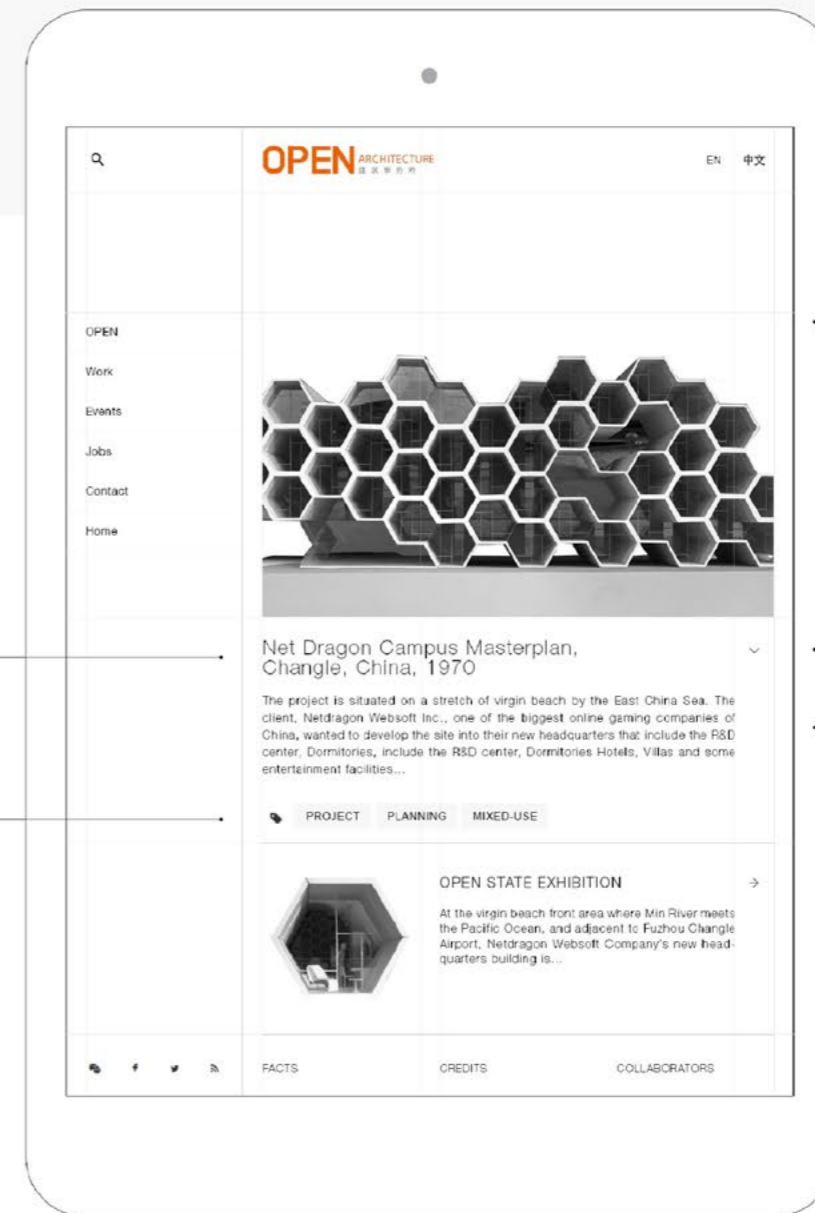 OPEN ARCHITECTURE
建筑事务所
EN 中文
OPEN
Work
Events
Jobs
Contact
Home
Net Dragon Campus Masterplan,
Changle, China, 1970
The project is situated on a stretch of virgin beach by the East China Sea. The
client, Netdragon Websoft Inc., one of the biggest online gaming companies of
China, wanted to develop the site into their new headquarters that include the R&D
center, Dormitories, include the R&D center, Dormitories Hotels, Villas and some
entertainment facilities...
PROJECT PLANNING MIXED-USE
OPEN STATE EXHIBITION
At the virgin beach front area where Min River meets
the Pacific Ocean, and adjacent to Fuzhou Changle
Airport, Netdragon Websoft Company's new head-
quarters building is...
FACTS CREDITS COLLABORATORS